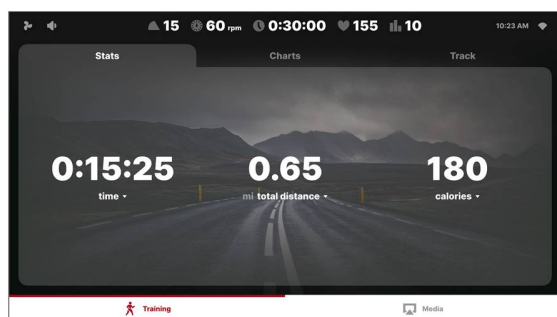 15 60 rpm 0:30:00 155 10 10:23 AM
Stats Charts Track
0:15:25 0.65 180
time mi total distance calories
Training Media